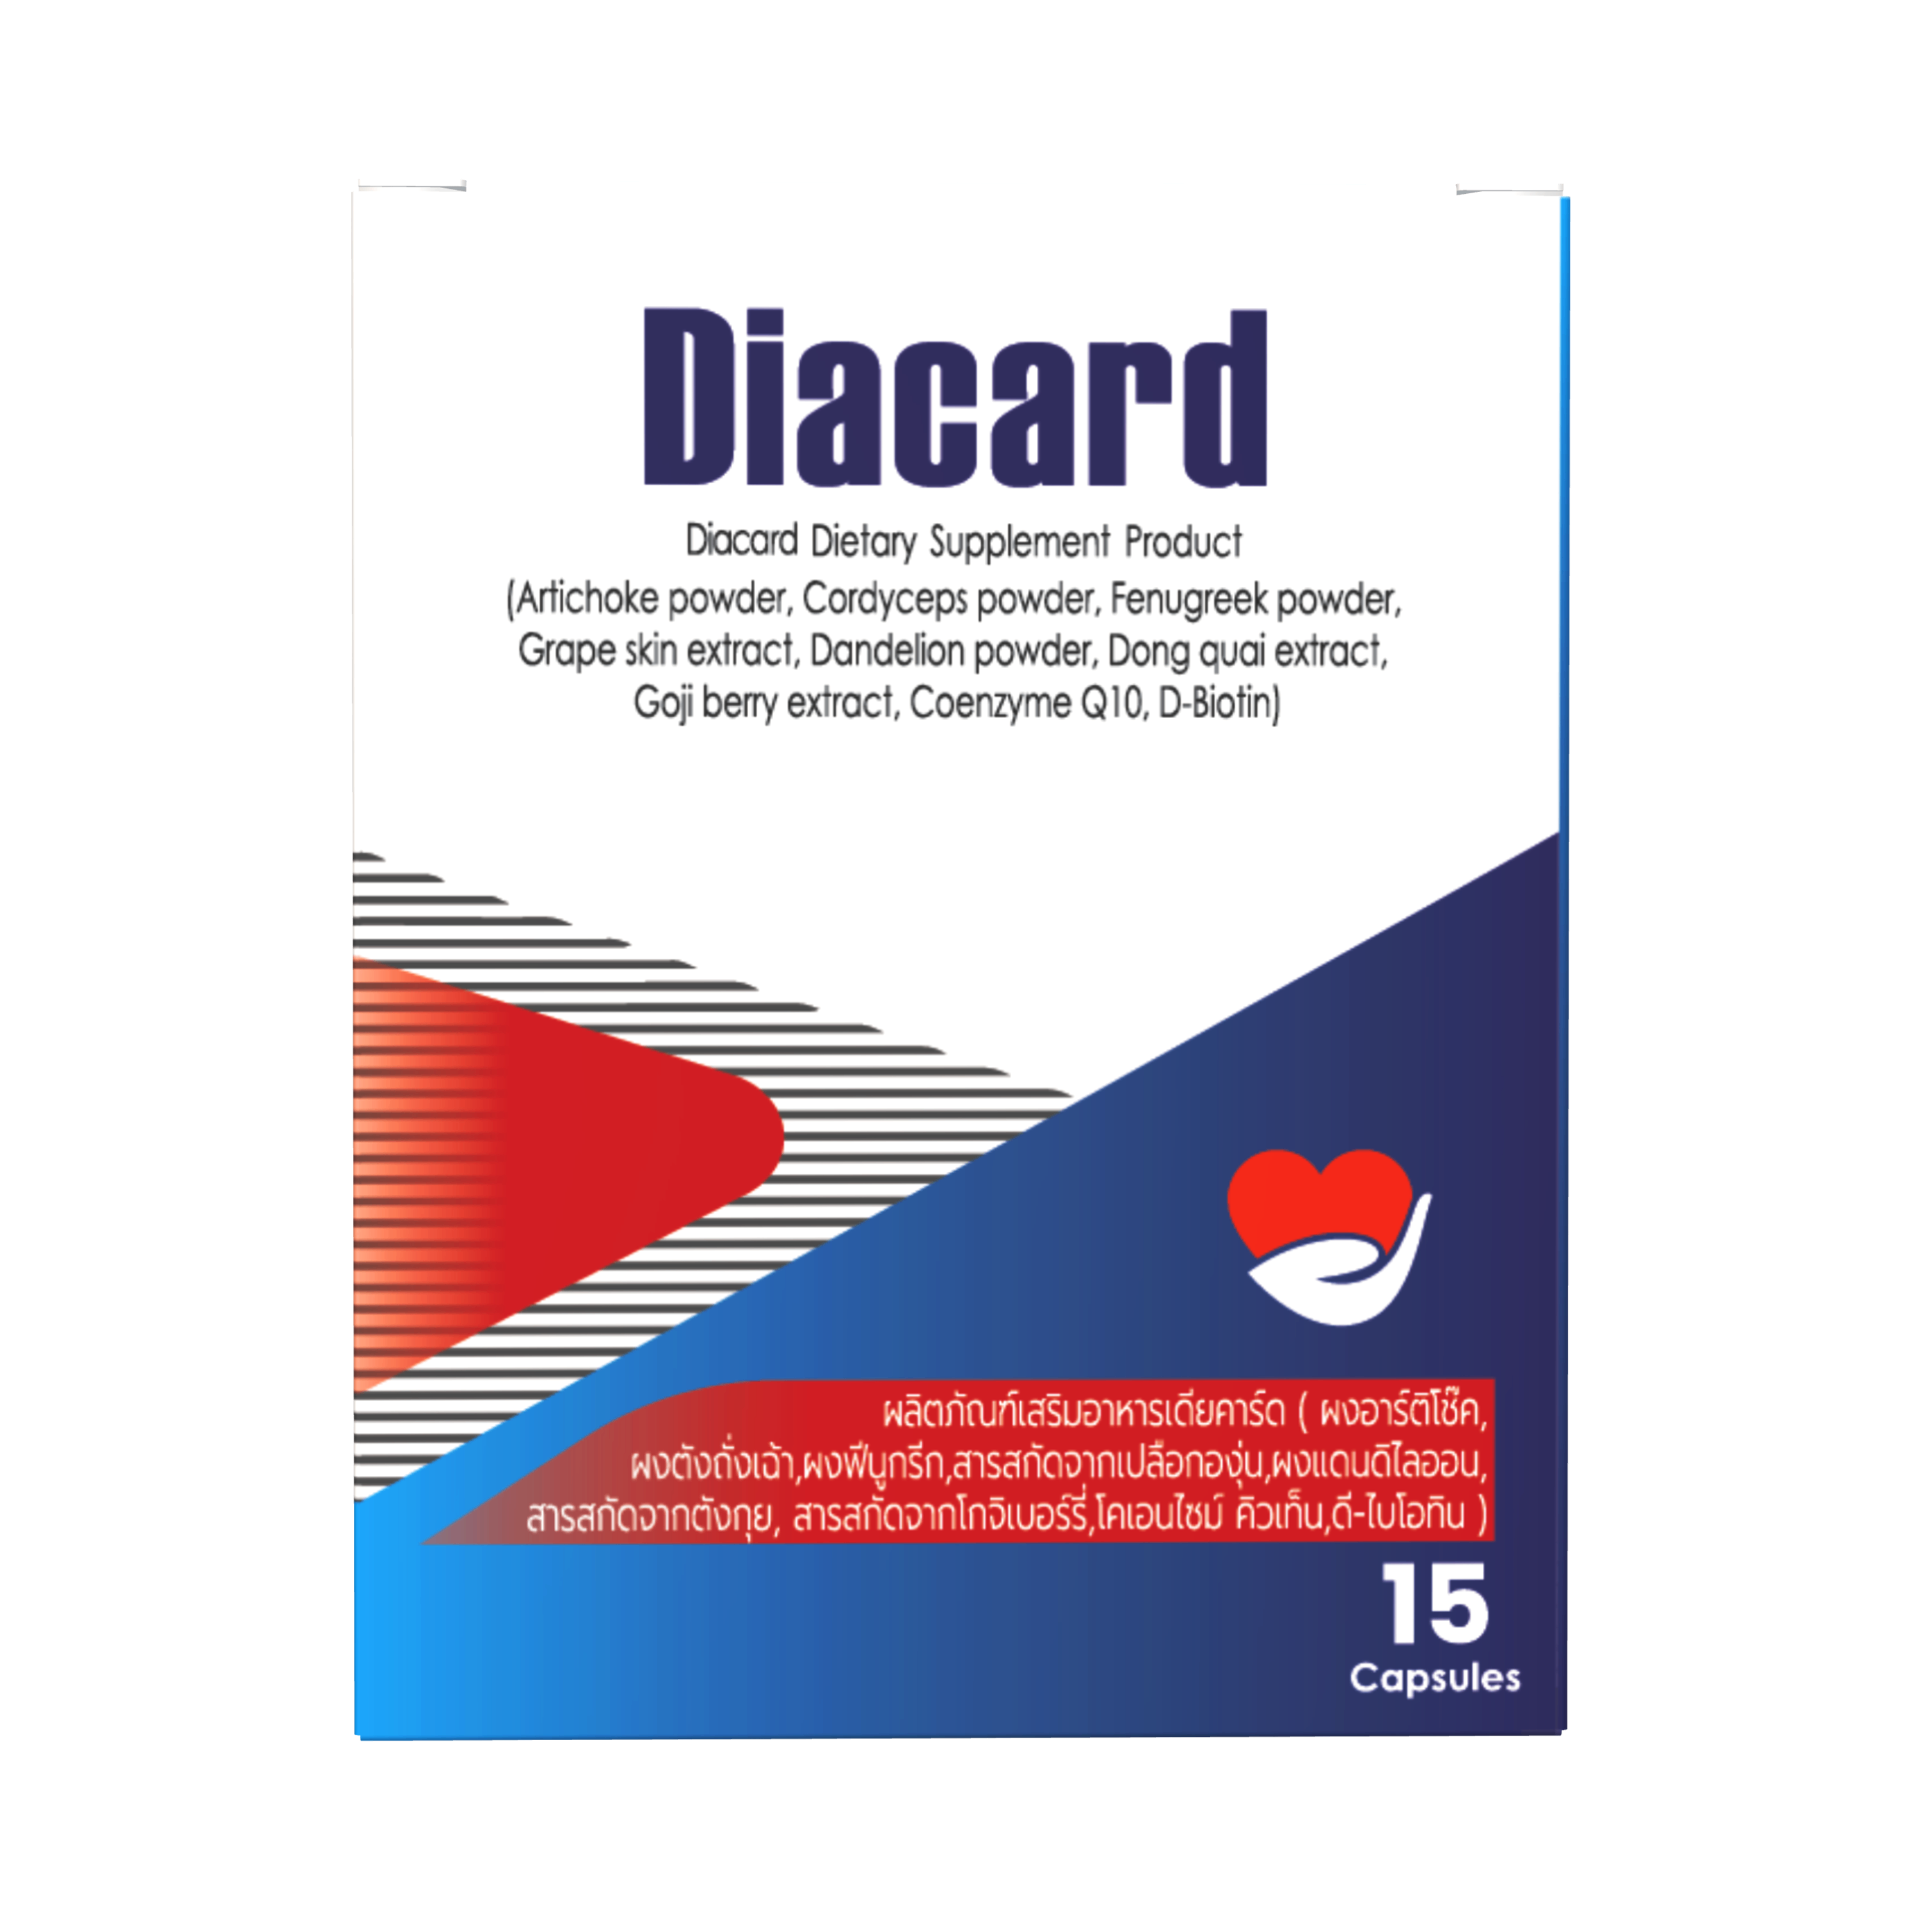 Diacard
Diacard Dietary Supplement Product
(Artichoke powder, Cordyceps powder, Fenugreek powder,
Grape skin extract, Dandelion powder, Dong quai extract,
Goji berry extract, Coenzyme Q10, D-Biotin)
ผลิตภัณฑ์เสริมอาหารเดียคาร์ด ( ผงอาร์ติโช๊ค,
ผงตังถั่งเฉ้า,ผงฟีนูกรีก,สารสกัดจากเปลือกองุ่น,ผงแดนดิไลออน,
สารสกัดจากตังกุย, สารสกัดจากโกจิเบอร์รี่,โคเอนไซม์ คิวเท็น,ดี-ไบโอทิน )
15
Capsules